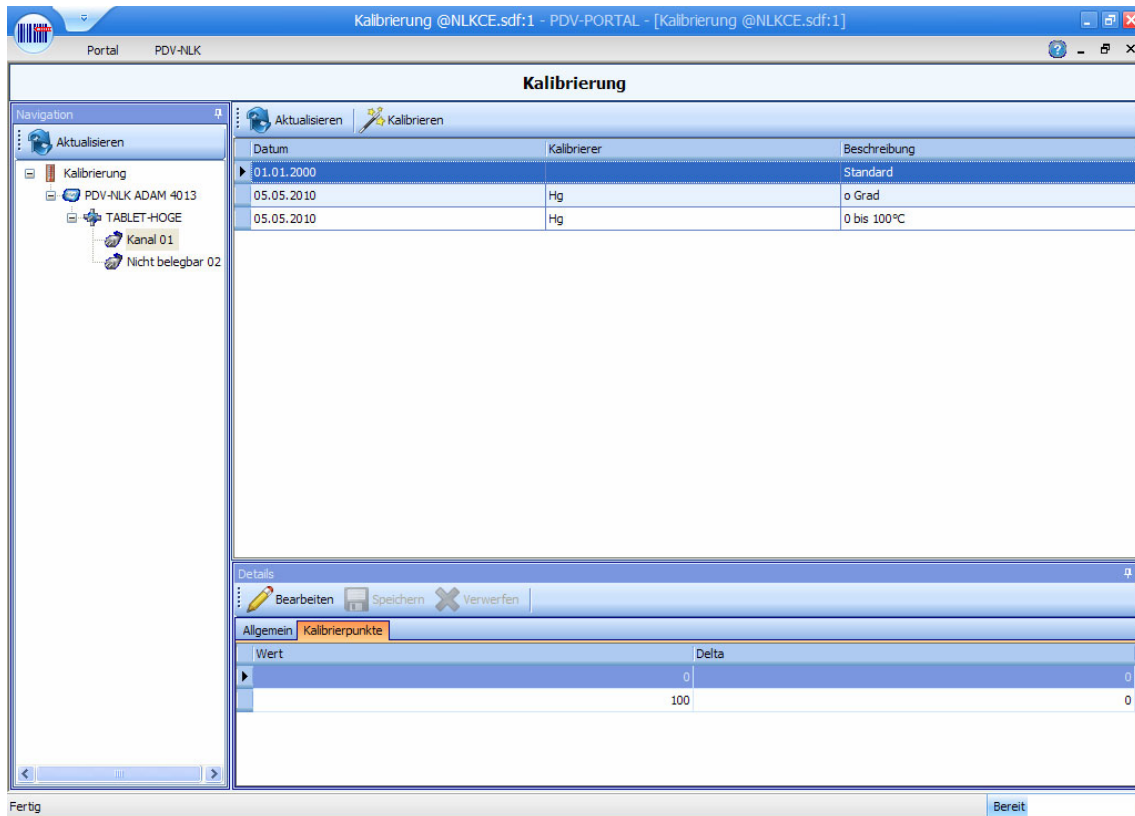 Kalibrierung @NLKCE.sdf:1 - PDV-PORTAL - [Kalibrierung @NLKCE.sdf:1]
Portal PDV-NLK
Kalibrierung
Navigation
Aktualisieren
Kalibrierung
PDV-NLK ADAM 4013
TABLET-HOGE
Kanal 01
Nicht belegbar 02
Aktualisieren Kalibrieren
Datum Kalibrierer Beschreibung
01.01.2000 Standard
05.05.2010 Hg o Grad
05.05.2010 Hg 0 bis 100°C
Details
Bearbeiten Speichern Verwerfen
Allgemein Kalibrierpunkte
Wert Delta
0 0
100 0
Fertig Bereit